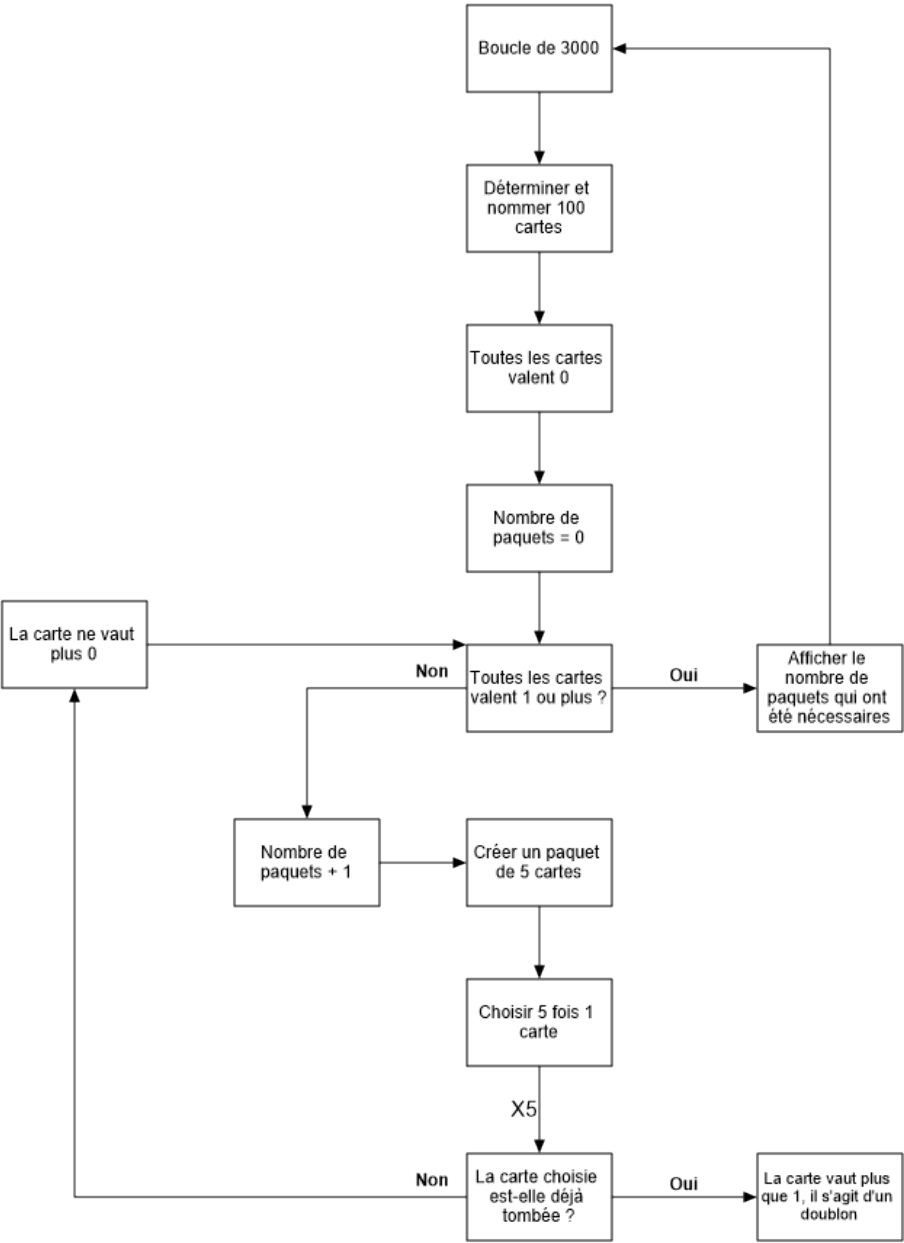 Boucle de 3000
Déterminer et
nommer 100
cartes
Toutes les cartes
valent 0
Nombre de
paquets = 0
La carte ne vaut
plus 0
Non
Toutes les cartes
valent 1 ou plus ?
Oui
Afficher le
nombre de
paquets qui ont
été nécessaires
Nombre de
paquets + 1
Créer un paquet
de 5 cartes
Choisir 5 fois 1
carte
X5
Non
La carte choisie
est-elle déjà
tombée ?
Oui
La carte vaut plus
que 1, il s'agit d'un
doublon